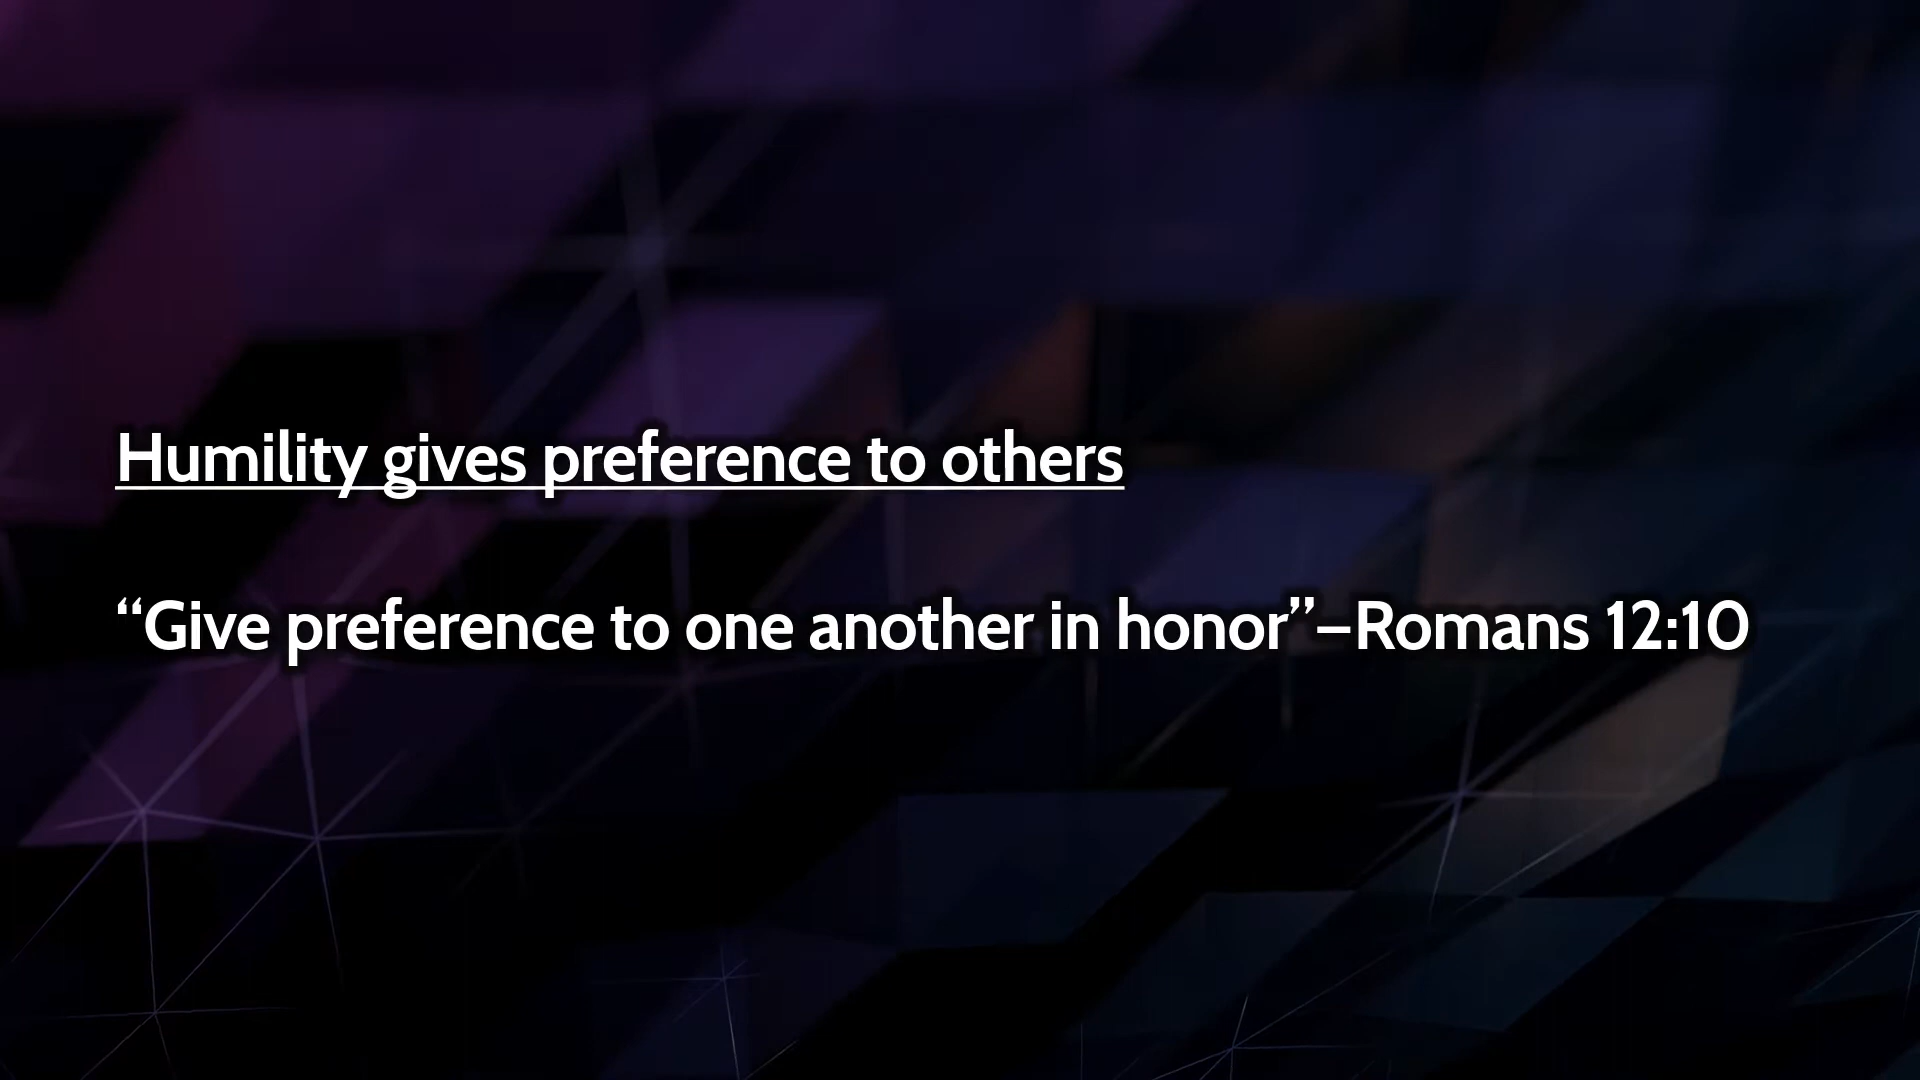 Humility gives preference to others
“Give preference to one another in honor”–Romans 12:10